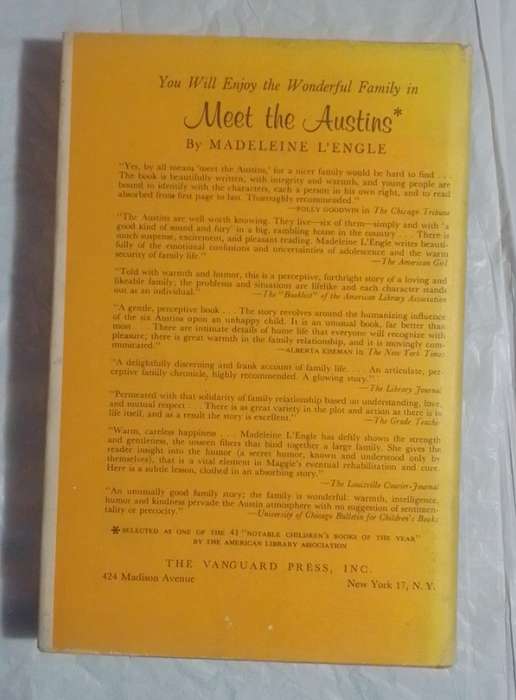 You Will Enjoy the Wonderful Family in
Meet the Austins*
By MADELEINE L'ENGLE
"Yes, by all means 'meet the Austins,' for a nicer family would be hard to find . . .
The book is beautifully written, with integrity and warmth, and young people are
bound to identify with the characters, each a person in his own right, and to read
absorbed from first page to last. Thoroughly recommended."
—POLLY GOODWIN in The Chicago Tribune
"The Austins are well worth knowing. They live—six of them—simply and with 'a
good kind of sound and fury' in a big, rambling house in the country . . . There is
much suspense, excitement, and pleasant reading. Madeleine L'Engle writes beauti-
fully of the emotional confusions and uncertainties of adolescence and the warm
security of family life."
—The American Girl
"Told with warmth and humor, this is a perceptive, forthright story of a loving and
likeable family; the problems and situations are lifelike and each character stands
out as an individual."
—The "Booklist" of the American Library Association
"A gentle, perceptive book . . . The story revolves around the humanizing influence
of the six Austins upon an unhappy child. It is an unusual book, far better than
most . . . There are intimate details of home life that everyone will recognize with
pleasure; there is great warmth in the family relationship, and it is movingly com-
municated."
—ALBERTA EISEMAN in The New York Times
"A delightfully discerning and frank account of family life. . . . An articulate, per-
ceptive family chronicle, highly recommended. A glowing story."
—The Library Journal
"Permeated with that solidarity of family relationship based on understanding, love,
and mutual respect . . . There is as great variety in the plot and action as there is in
life itself, and as a result the story is excellent."
—The Grade Teacher
"Warm, careless happiness . . . Madeleine L'Engle has deftly shown the strength
and gentleness, the unseen fibers that bind together a large family. She gives the
reader insight into the humor (a secret humor, known and understood only by
themselves), that is a vital element in Maggie's eventual rehabilitation and cure.
Here is a subtle lesson, clothed in an absorbing story."
—The Louisville Courier-Journal
"An unusually good family story; the family is wonderful: warmth, intelligence,
humor and kindness pervade the Austin atmosphere with no suggestion of sentimen-
tality or precocity."
—University of Chicago Bulletin for Children's Books
* SELECTED AS ONE OF THE 41 "NOTABLE CHILDREN'S BOOKS OF THE YEAR"
BY THE AMERICAN LIBRARY ASSOCIATION
THE VANGUARD PRESS, INC.
424 Madison Avenue
New York 17, N. Y.